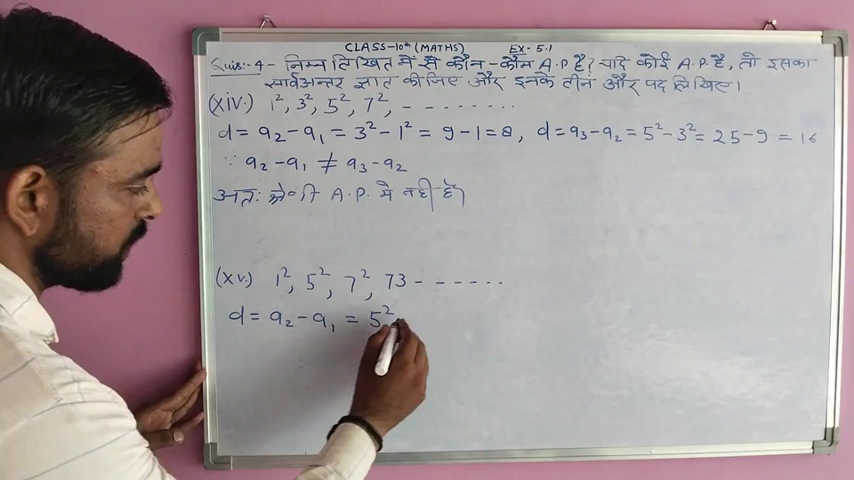 CLASS-10th (MATHS) EX-5.1
Quis:-4- निम्न लिखित में से कौन-कौन A.P है? यदि कोई A.P. है, तो इसका
सार्वअन्तर ज्ञात कीजिए और इनके तीन और पद लिखिए।
(xiv) 1², 3², 5², 7², - - - - ........
d = a₂ - a₁ = 3² - 1² = 9 - 1 = 8, d = a₃ - a₂ = 5² - 3² = 25 - 9 = 16
∵ a₂ - a₁ ≠ a₃ - a₂
अतः श्रेणी A.P. में नही है।
(xv) 1², 5², 7², 73 - - - - - ...
d = a₂ - a₁ = 5²